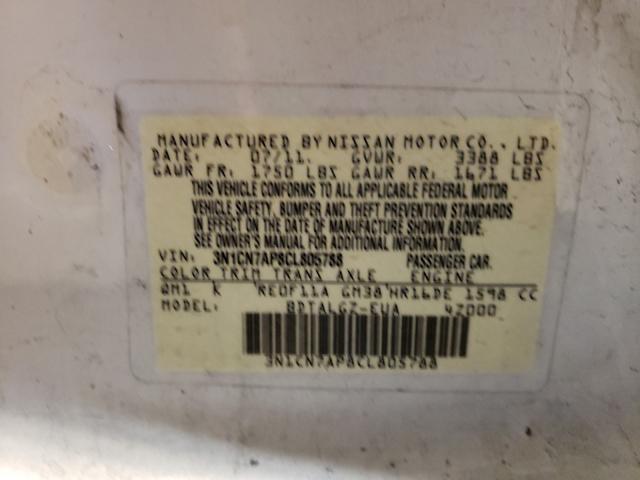 MANUFACTURED BY NISSAN MOTOR CO., LTD.
DATE: 07/11. GVWR: 3388 LBS
GAWR FR: 1750 LBS GAWR RR: 1671 LBS
THIS VEHICLE CONFORMS TO ALL APPLICABLE FEDERAL MOTOR
VEHICLE SAFETY, BUMPER AND THEFT PREVENTION STANDARDS
IN EFFECT ON THE DATE OF MANUFACTURE SHOWN ABOVE.
SEE OWNER'S MANUAL FOR ADDITIONAL INFORMATION.
VIN: 3N1CN7AP8CL805788 PASSENGER CAR.
COLOR TRIM TRANS AXLE ENGINE
QM1 K RE0F11A GM38 HR16DE 1598 CC
MODEL: BDTALGZ-EUA 4Z000
3N1CN7AP8CL805788